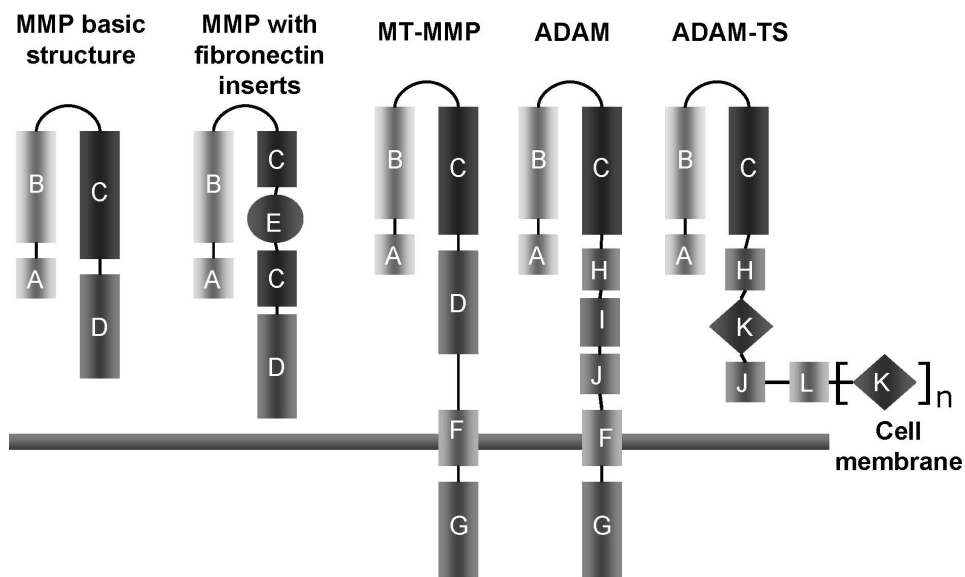 MMP basic
structure
MMP with
fibronectin
inserts
MT-MMP
ADAM
ADAM-TS
B
C
A
D
B
C
E
A
C
D
B
C
A
D
F
G
B
C
A
H
I
J
F
G
B
C
A
H
K
J
L
[ K ]n
Cell
membrane